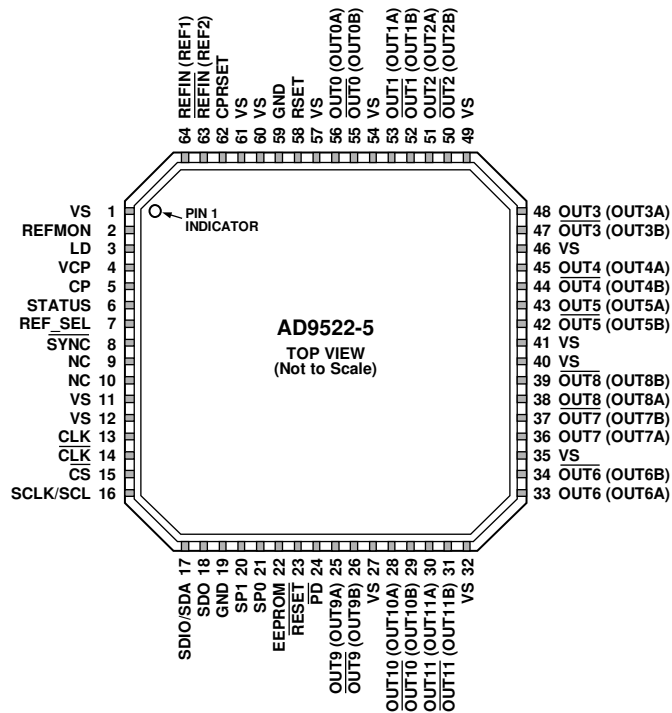 64 REFIN (REF1)
63 REFIN (REF2)
62 CPRSET
61 VS
60 VS
59 GND
58 RSET
57 VS
56 OUT0 (OUT0A)
55 OUT0 (OUT0B)
54 VS
53 OUT1 (OUT1A)
52 OUT1 (OUT1B)
51 OUT2 (OUT2A)
50 OUT2 (OUT2B)
49 VS
VS 1
REFMON 2
LD 3
VCP 4
CP 5
STATUS 6
REF_SEL 7
SYNC 8
NC 9
NC 10
VS 11
VS 12
CLK 13
CLK 14
CS 15
SCLK/SCL 16
PIN 1
INDICATOR
AD9522-5
TOP VIEW
(Not to Scale)
48 OUT3 (OUT3A)
47 OUT3 (OUT3B)
46 VS
45 OUT4 (OUT4A)
44 OUT4 (OUT4B)
43 OUT5 (OUT5A)
42 OUT5 (OUT5B)
41 VS
40 VS
39 OUT8 (OUT8B)
38 OUT8 (OUT8A)
37 OUT7 (OUT7B)
36 OUT7 (OUT7A)
35 VS
34 OUT6 (OUT6B)
33 OUT6 (OUT6A)
SDIO/SDA 17
SDO 18
GND 19
SP1 20
SP0 21
EEPROM 22
RESET 23
PD 24
OUT9 (OUT9A) 25
OUT9 (OUT9B) 26
VS 27
OUT10 (OUT10A) 28
OUT10 (OUT10B) 29
OUT11 (OUT11A) 30
OUT11 (OUT11B) 31
VS 32